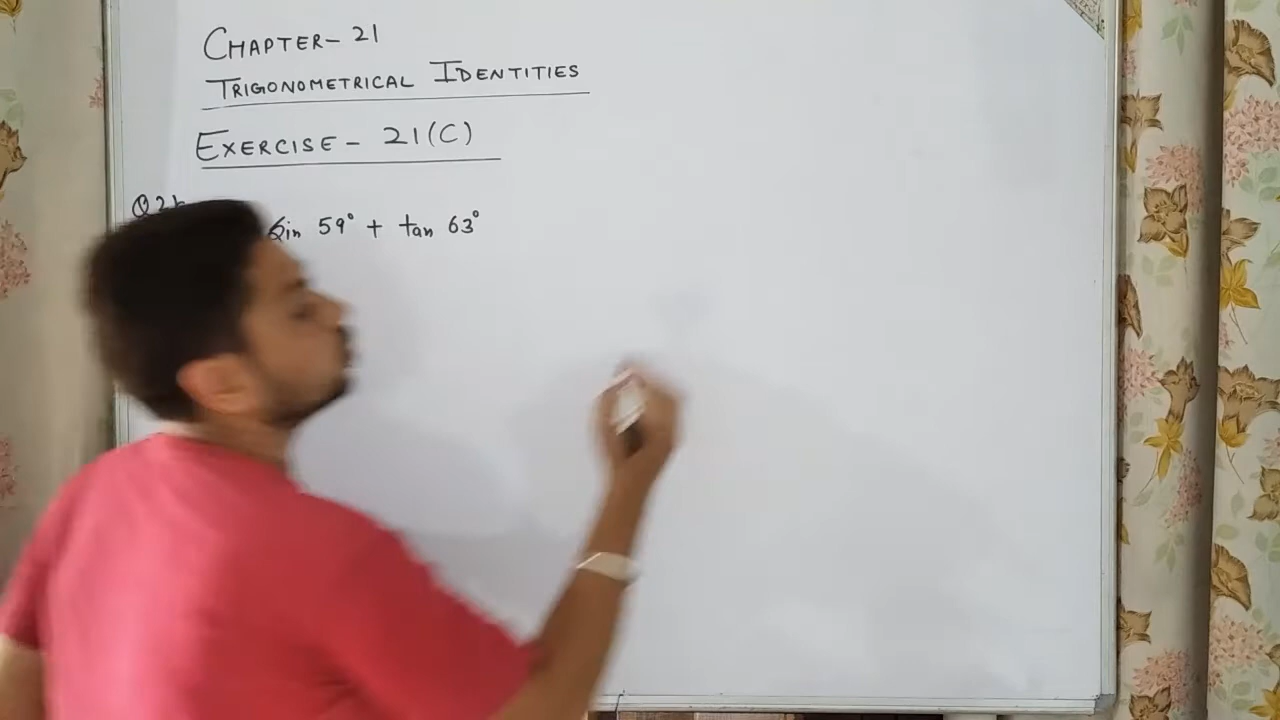 CHAPTER- 21
TRIGONOMETRICAL IDENTITIES
EXERCISE - 21(C)
Sin 59° + tan 63°